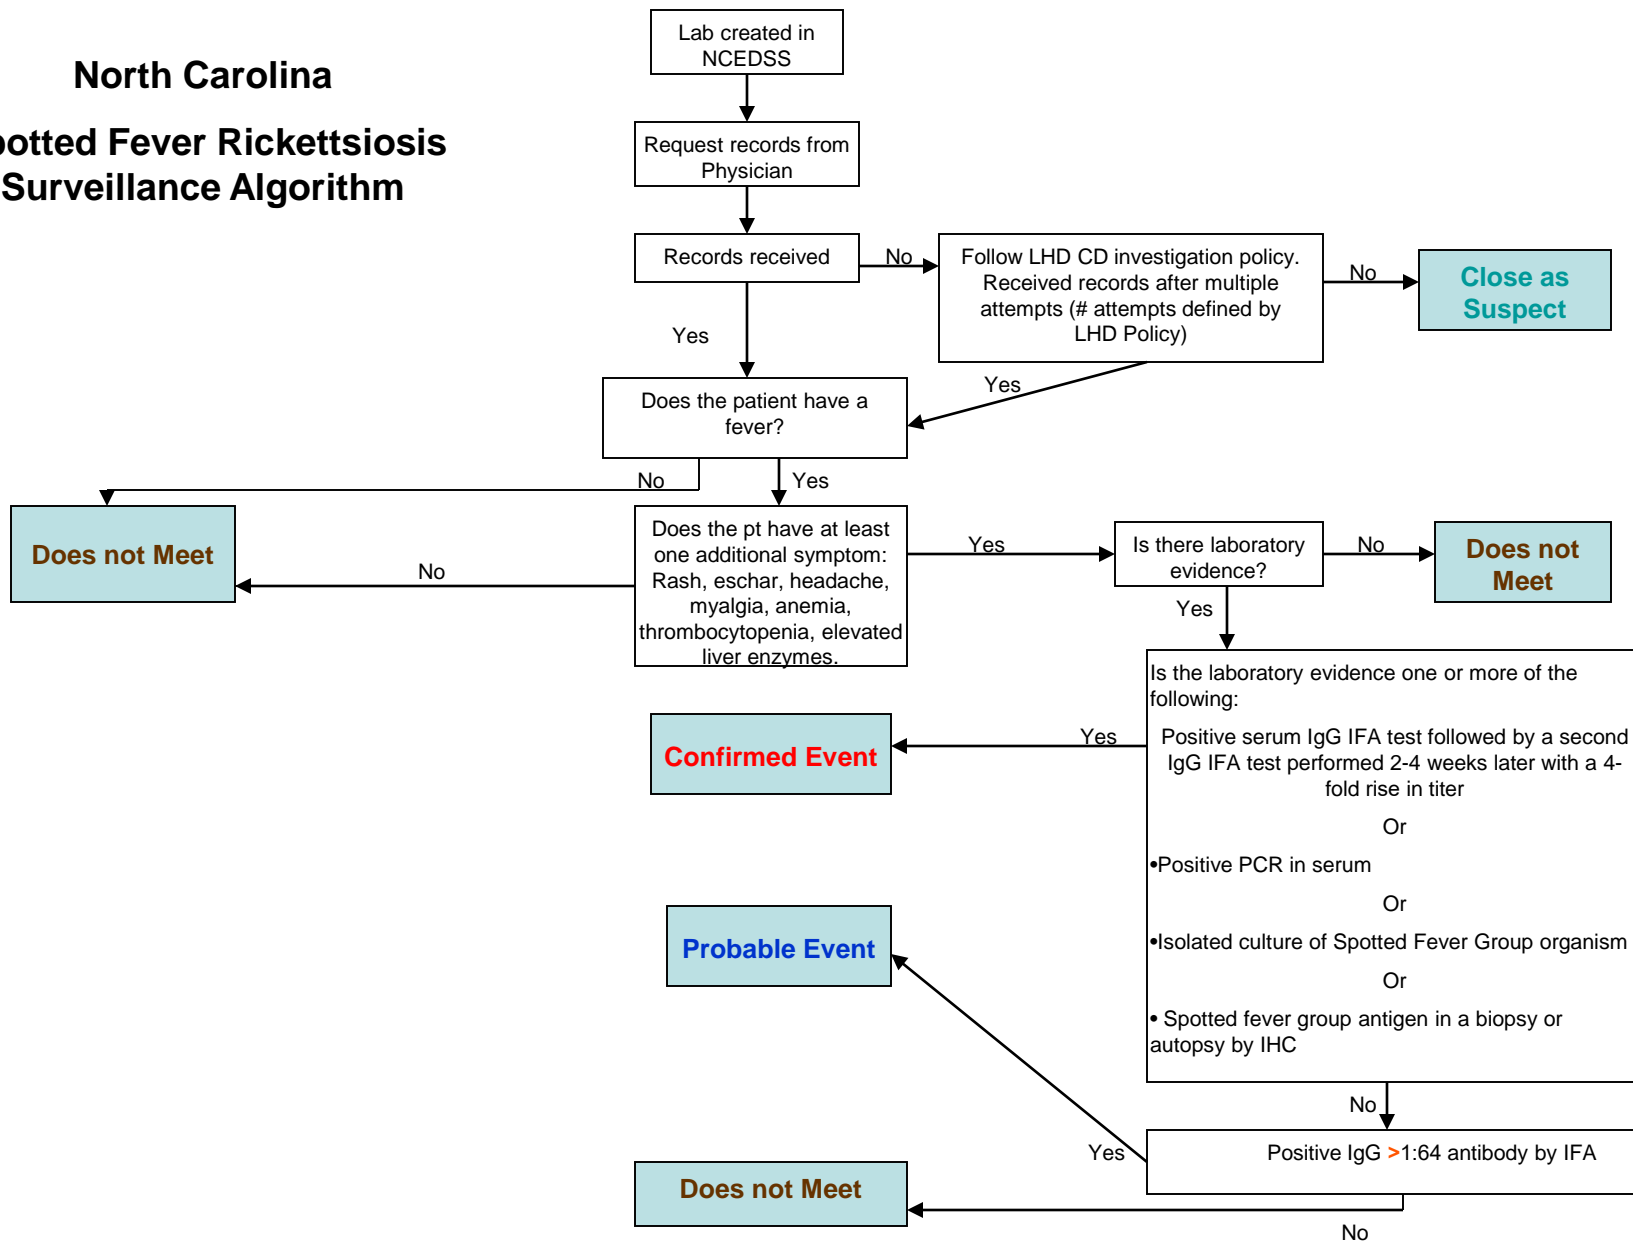 Lab created in
NCEDSS
North Carolina
potted Fever Rickettsiosis
Surveillance Algorithm
Request records from
Physician
Records received
No
Follow LHD CD investigation policy.
Received records after multiple
attempts (# attempts defined by
LHD Policy)
No
Close as
Suspect
Yes
Yes
Does the patient have a
fever?
No
Yes
Does not Meet
No
Does the pt have at least
one additional symptom:
Rash, eschar, headache,
myalgia, anemia,
thrombocytopenia, elevated
liver enzymes.
Yes
Is there laboratory
evidence?
No
Does not
Meet
Yes
Is the laboratory evidence one or more of the
following:
Positive serum IgG IFA test followed by a second
IgG IFA test performed 2-4 weeks later with a 4-
fold rise in titer
Or
•Positive PCR in serum
Or
•Isolated culture of Spotted Fever Group organism
Or
• Spotted fever group antigen in a biopsy or
autopsy by IHC
Yes
Confirmed Event
Probable Event
No
Yes
Positive IgG >1:64 antibody by IFA
Does not Meet
No